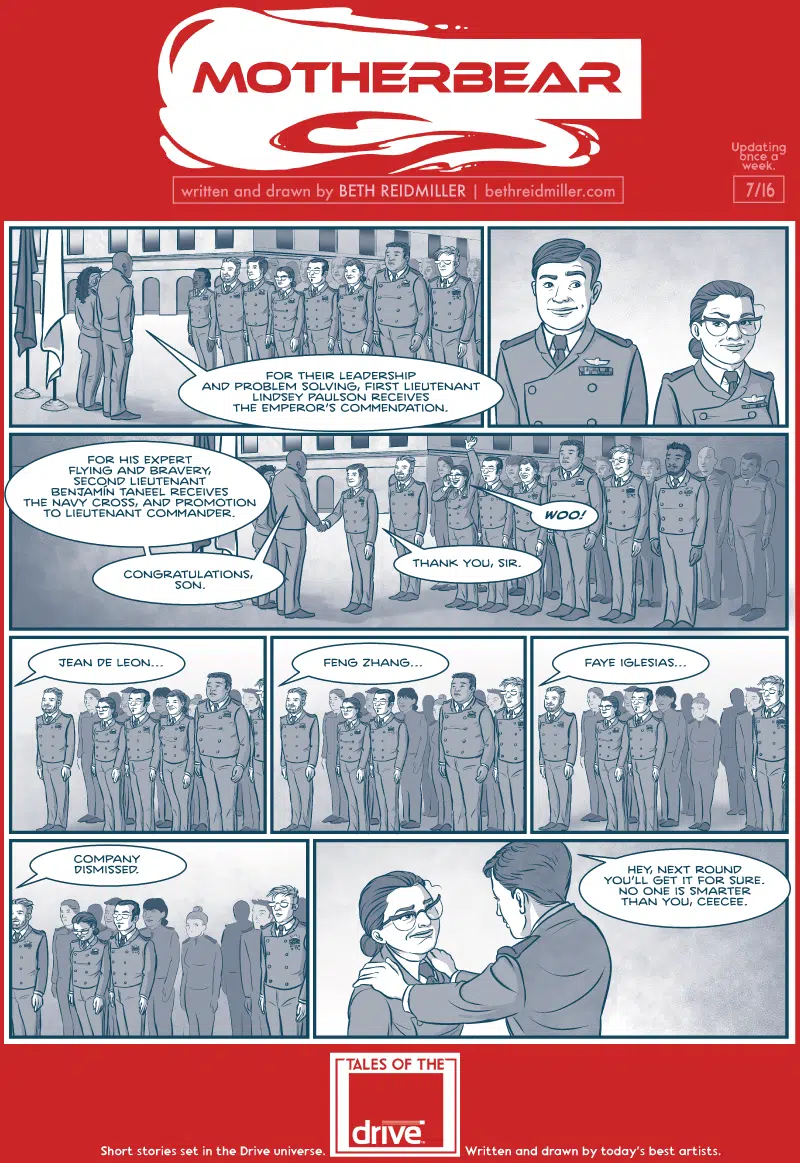 MOTHERBEAR
Updating
once a
week.
written and drawn by BETH REIDMILLER | bethreidmiller.com
7/16
FOR THEIR LEADERSHIP
AND PROBLEM SOLVING, FIRST LIEUTENANT
LINDSEY PAULSON RECEIVES
THE EMPEROR'S COMMENDATION.
FOR HIS EXPERT
FLYING AND BRAVERY,
SECOND LIEUTENANT
BENJAMIN TANEEL RECEIVES
THE NAVY CROSS, AND PROMOTION
TO LIEUTENANT COMMANDER.
CONGRATULATIONS,
SON.
THANK YOU, SIR.
WOO!
JEAN DE LEON...
FENG ZHANG...
FAYE IGLESIAS...
COMPANY
DISMISSED.
HEY, NEXT ROUND
YOU'LL GET IT FOR SURE.
NO ONE IS SMARTER
THAN YOU, CEECEE.
TALES OF THE
drive™
Short stories set in the Drive universe.
Written and drawn by today's best artists.